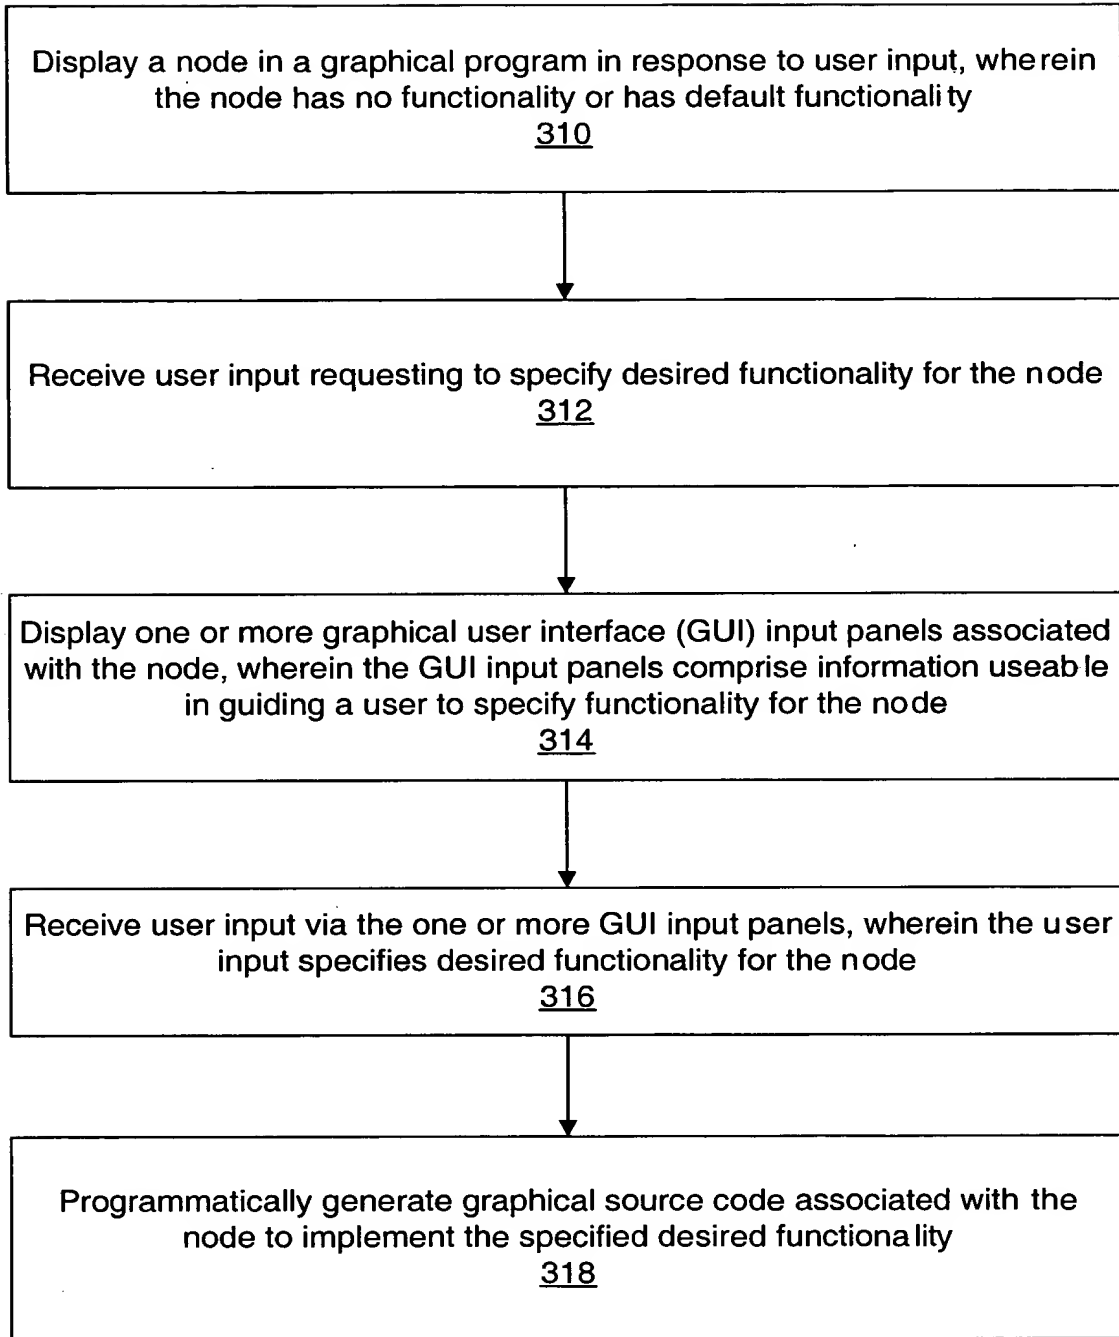 Display a node in a graphical program in response to user input, wherein
the node has no functionality or has default functionality
310
Receive user input requesting to specify desired functionality for the node
312
Display one or more graphical user interface (GUI) input panels associated
with the node, wherein the GUI input panels comprise information useable
in guiding a user to specify functionality for the node
314
Receive user input via the one or more GUI input panels, wherein the user
input specifies desired functionality for the node
316
Programmatically generate graphical source code associated with the
node to implement the specified desired functionality
318